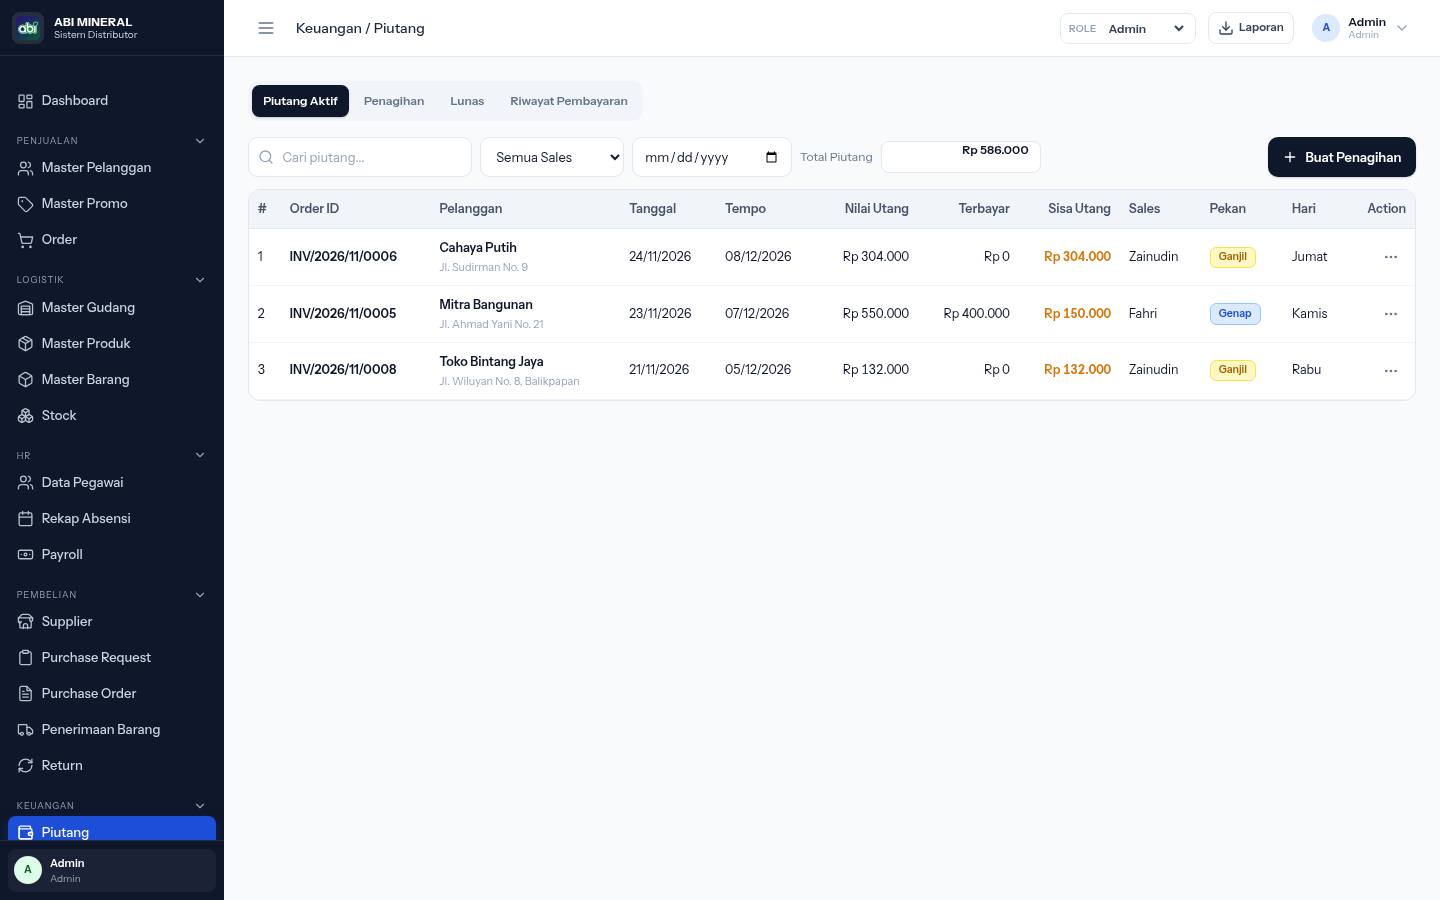 ABI MINERAL
Sistem Distributor
Dashboard
PENJUALAN
Master Pelanggan
Master Promo
Order
LOGISTIK
Master Gudang
Master Produk
Master Barang
Stock
HR
Data Pegawai
Rekap Absensi
Payroll
PEMBELIAN
Supplier
Purchase Request
Purchase Order
Penerimaan Barang
Return
KEUANGAN
Piutang
A Admin
Admin
Keuangan / Piutang
ROLE Admin
Laporan
A Admin
Admin
Piutang Aktif Penagihan Lunas Riwayat Pembayaran
Cari piutang... Semua Sales mm/dd/yyyy Total Piutang Rp 586.000 Buat Penagihan
# Order ID Pelanggan Tanggal Tempo Nilai Utang Terbayar Sisa Utang Sales Pekan Hari Action
1 INV/2026/11/0006 Cahaya Putih 24/11/2026 08/12/2026 Rp 304.000 Rp 0 Rp 304.000 Zainudin Ganjil Jumat ...
Jl. Sudirman No. 9
2 INV/2026/11/0005 Mitra Bangunan 23/11/2026 07/12/2026 Rp 550.000 Rp 400.000 Rp 150.000 Fahri Genap Kamis ...
Jl. Ahmad Yani No. 21
3 INV/2026/11/0008 Toko Bintang Jaya 21/11/2026 05/12/2026 Rp 132.000 Rp 0 Rp 132.000 Zainudin Ganjil Rabu ...
Jl. Wiluyan No. 8, Balikpapan